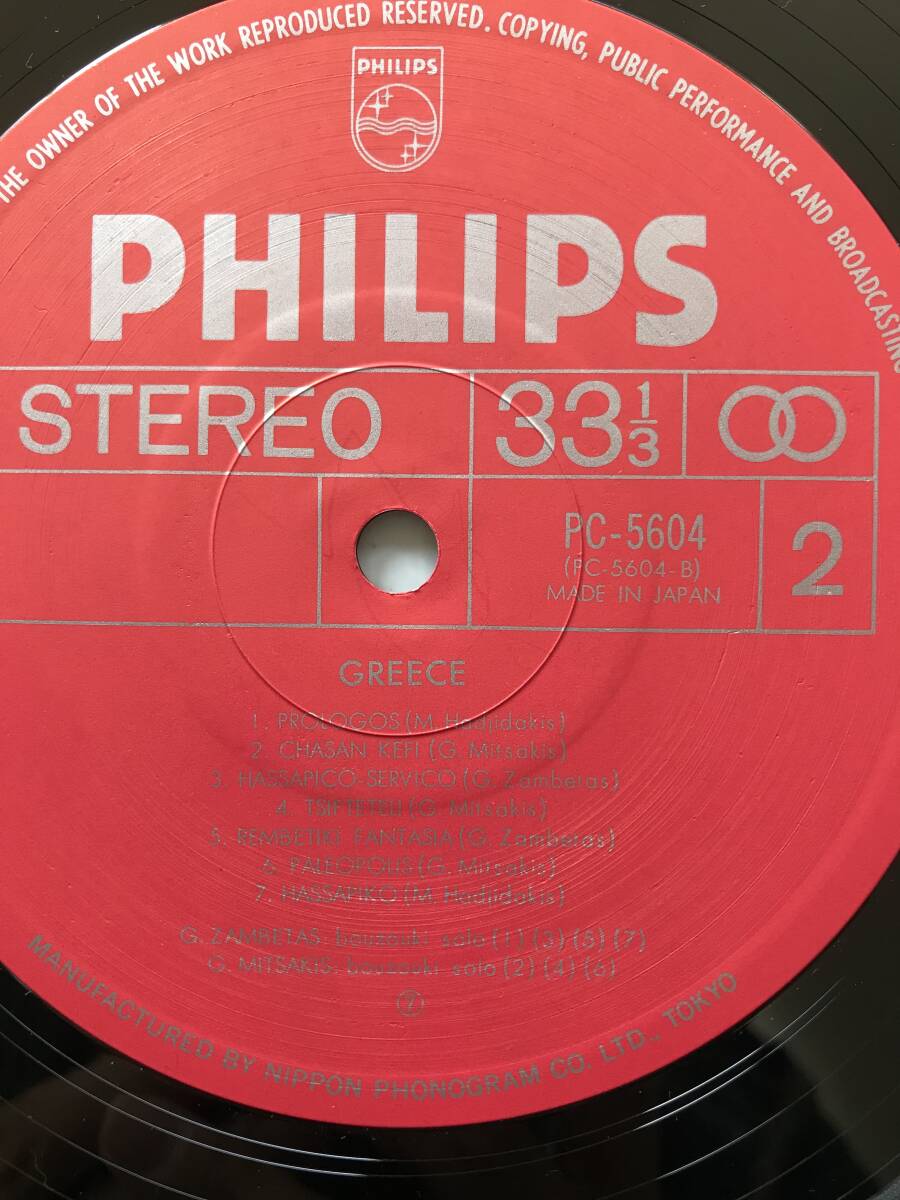 THE OWNER OF THE WORK REPRODUCED RESERVED. COPYING, PUBLIC PERFORMANCE AND BROADCASTING
PHILIPS
PHILIPS
STEREO
33 1/3
PC-5604
(PC-5604-B)
MADE IN JAPAN
2
GREECE
1. PROLOGOS (M. Hadjidakis)
2. CHASAN KEFI (G. Mitsakis)
3. HASSAPICO-SERVICO (G. Zambetas)
4. TSIFTETELI (G. Mitsakis)
5. REMBETIKI FANTASIA (G. Zambetas)
6. PALEOPOLIS (G. Mitsakis)
7. HASSAPIKO (M. Hadjidakis)
G. ZAMBETAS: bouzouki solo (1) (3) (5) (7)
G. MITSAKIS: bouzouki solo (2) (4) (6)
MANUFACTURED BY NIPPON PHONOGRAM CO. LTD., TOKYO